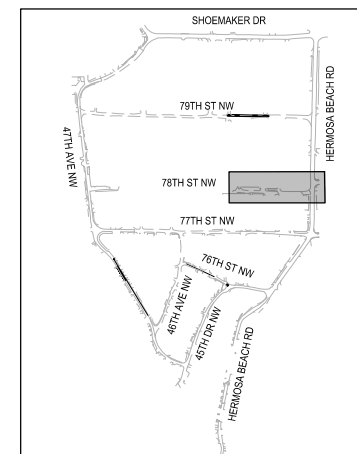 SHOEMAKER DR
79TH ST NW
HERMOSA BEACH RD
47TH AVE NW
78TH ST NW
77TH ST NW
76TH ST NW
46TH AVE NW
45TH DR NW
HERMOSA BEACH RD